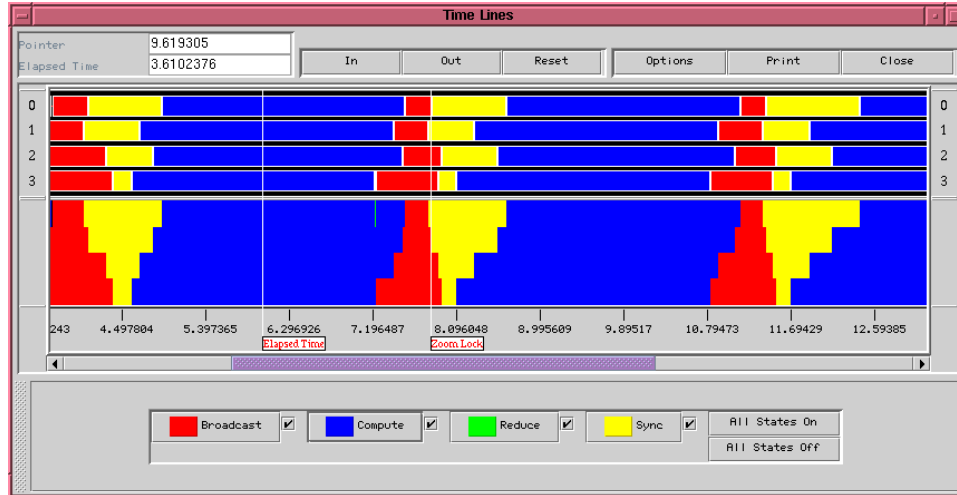 Time Lines
Pointer 9.619305
Elapsed Time 3.6102376
In Out Reset Options Print Close
0 0
1 1
2 2
3 3
243 4.497804 5.397365 6.296926 7.196487 8.096048 8.995609 9.89517 10.79473 11.69429 12.59385
Elapsed Time Zoom Lock
Broadcast Compute Reduce Sync All States On
All States Off